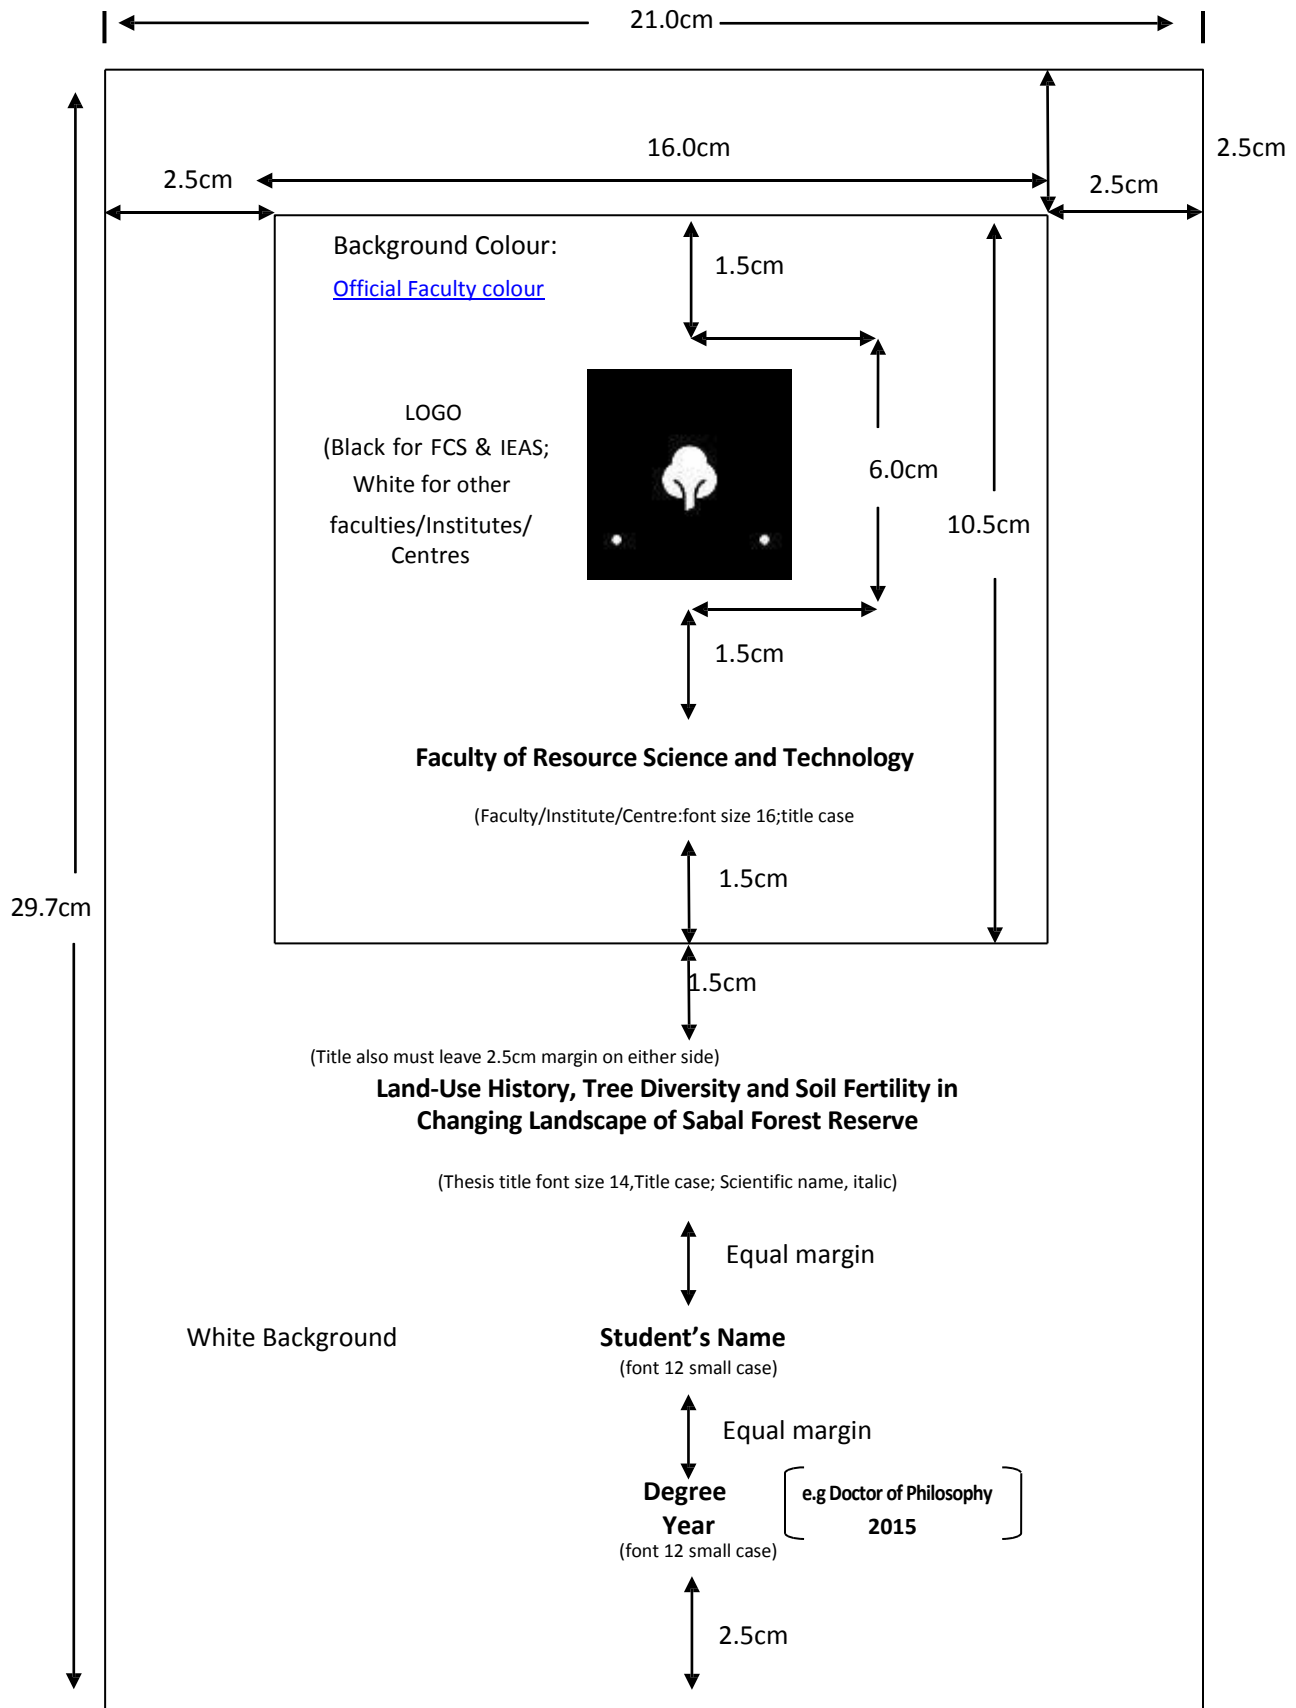 21.0cm
16.0cm
2.5cm
2.5cm
2.5cm
Background Colour:
Official Faculty colour
1.5cm
LOGO
(Black for FCS & IEAS;
White for other
faculties/Institutes/
Centres
6.0cm
10.5cm
1.5cm
Faculty of Resource Science and Technology
(Faculty/Institute/Centre:font size 16;title case
1.5cm
29.7cm
1.5cm
(Title also must leave 2.5cm margin on either side)
Land-Use History, Tree Diversity and Soil Fertility in
Changing Landscape of Sabal Forest Reserve
(Thesis title font size 14,Title case; Scientific name, italic)
Equal margin
White Background
Student’s Name
(font 12 small case)
Equal margin
Degree
e.g Doctor of Philosophy
Year
2015
(font 12 small case)
2.5cm